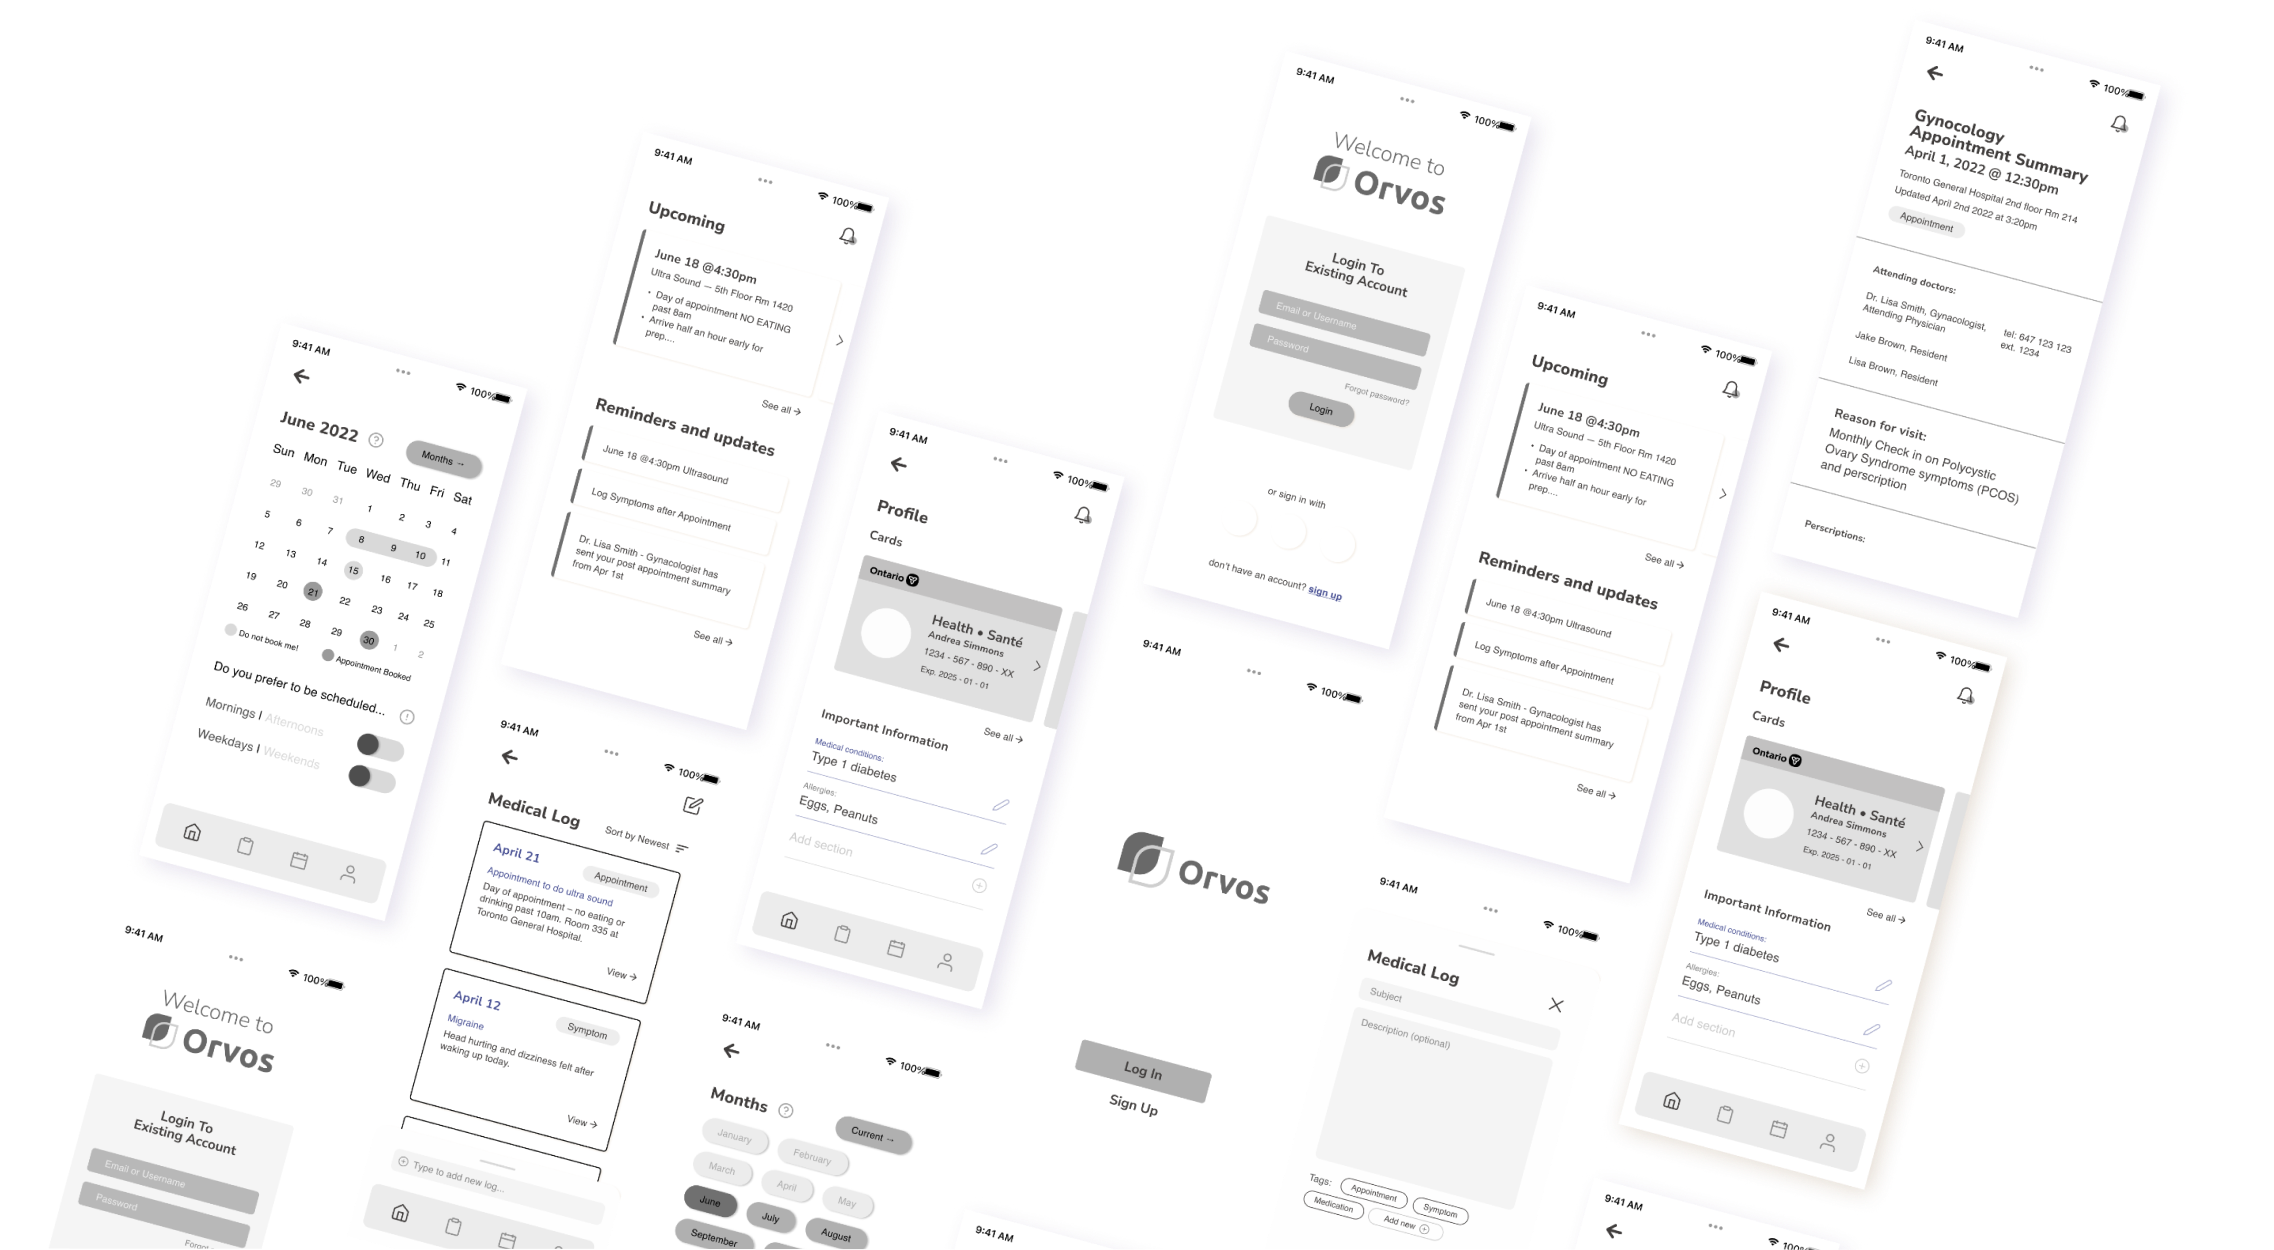 9:41 AM
100%
June 2022
Months →
Sun Mon Tue Wed Thu Fri Sat
29 30 31 1 2 3 4
5 6 7 8 9 10 11
12 13 14 15 16 17 18
19 20 21 22 23 24 25
26 27 28 29 30 1 2
Do not book me!
Appointment Booked
Do you prefer to be scheduled...
Mornings | Afternoons
Weekdays | Weekends
9:41 AM
100%
Welcome to
Orvos
Login To
Existing Account
Email or Username
Password
9:41 AM
100%
Upcoming
June 18 @4:30pm
Ultra Sound — 5th Floor Rm 1420
• Day of appointment NO EATING
past 8am
• Arrive half an hour early for
prep....
See all →
Reminders and updates
June 18 @4:30pm Ultrasound
Log Symptoms after Appointment
Dr. Lisa Smith - Gynacologist has
sent your post appointment summary
from Apr 1st
See all →
9:41 AM
100%
Medical Log
Sort by Newest
April 21
Appointment
Appointment to do ultra sound
Day of appointment – no eating or
drinking past 10am. Room 335 at
Toronto General Hospital.
View →
April 12
Symptom
Migraine
Head hurting and dizziness felt after
waking up today.
View →
Type to add new log...
9:41 AM
100%
Profile
Cards
Ontario
Health • Santé
Andrea Simmons
1234 - 567 - 890 - XX
Exp. 2025 - 01 - 01
See all →
Important Information
Medical conditions:
Type 1 diabetes
Allergies:
Eggs, Peanuts
Add section
9:41 AM
100%
Months
Current →
January
February
March
April
May
June
July
August
September
9:41 AM
100%
Welcome to
Orvos
Login To
Existing Account
Email or Username
Password
Forgot password?
Login
or sign in with
don't have an account? sign up
9:41 AM
100%
Orvos
Log In
Sign Up
9:41 AM
9:41 AM
100%
Upcoming
June 18 @4:30pm
Ultra Sound — 5th Floor Rm 1420
• Day of appointment NO EATING
past 8am
• Arrive half an hour early for
prep....
See all →
Reminders and updates
June 18 @4:30pm Ultrasound
Log Symptoms after Appointment
Dr. Lisa Smith - Gynacologist has
sent your post appointment summary
from Apr 1st
See all →
9:41 AM
100%
Medical Log
Subject
Description (optional)
Tags:
Appointment
Symptom
Medication
Add new
9:41 AM
100%
Gynocology
Appointment Summary
April 1, 2022 @ 12:30pm
Toronto General Hospital 2nd floor Rm 214
Updated April 2nd 2022 at 3:20pm
Appointment
Attending doctors:
Dr. Lisa Smith, Gynacologist,
Attending Physician
tel: 647 123 123
ext. 1234
Jake Brown, Resident
Lisa Brown, Resident
Reason for visit:
Monthly Check in on Polycystic
Ovary Syndrome symptoms (PCOS)
and perscription
Perscriptions:
9:41 AM
100%
Profile
Cards
Ontario
Health • Santé
Andrea Simmons
1234 - 567 - 890 - XX
Exp. 2025 - 01 - 01
See all →
Important Information
Medical conditions:
Type 1 diabetes
Allergies:
Eggs, Peanuts
Add section
9:41 AM